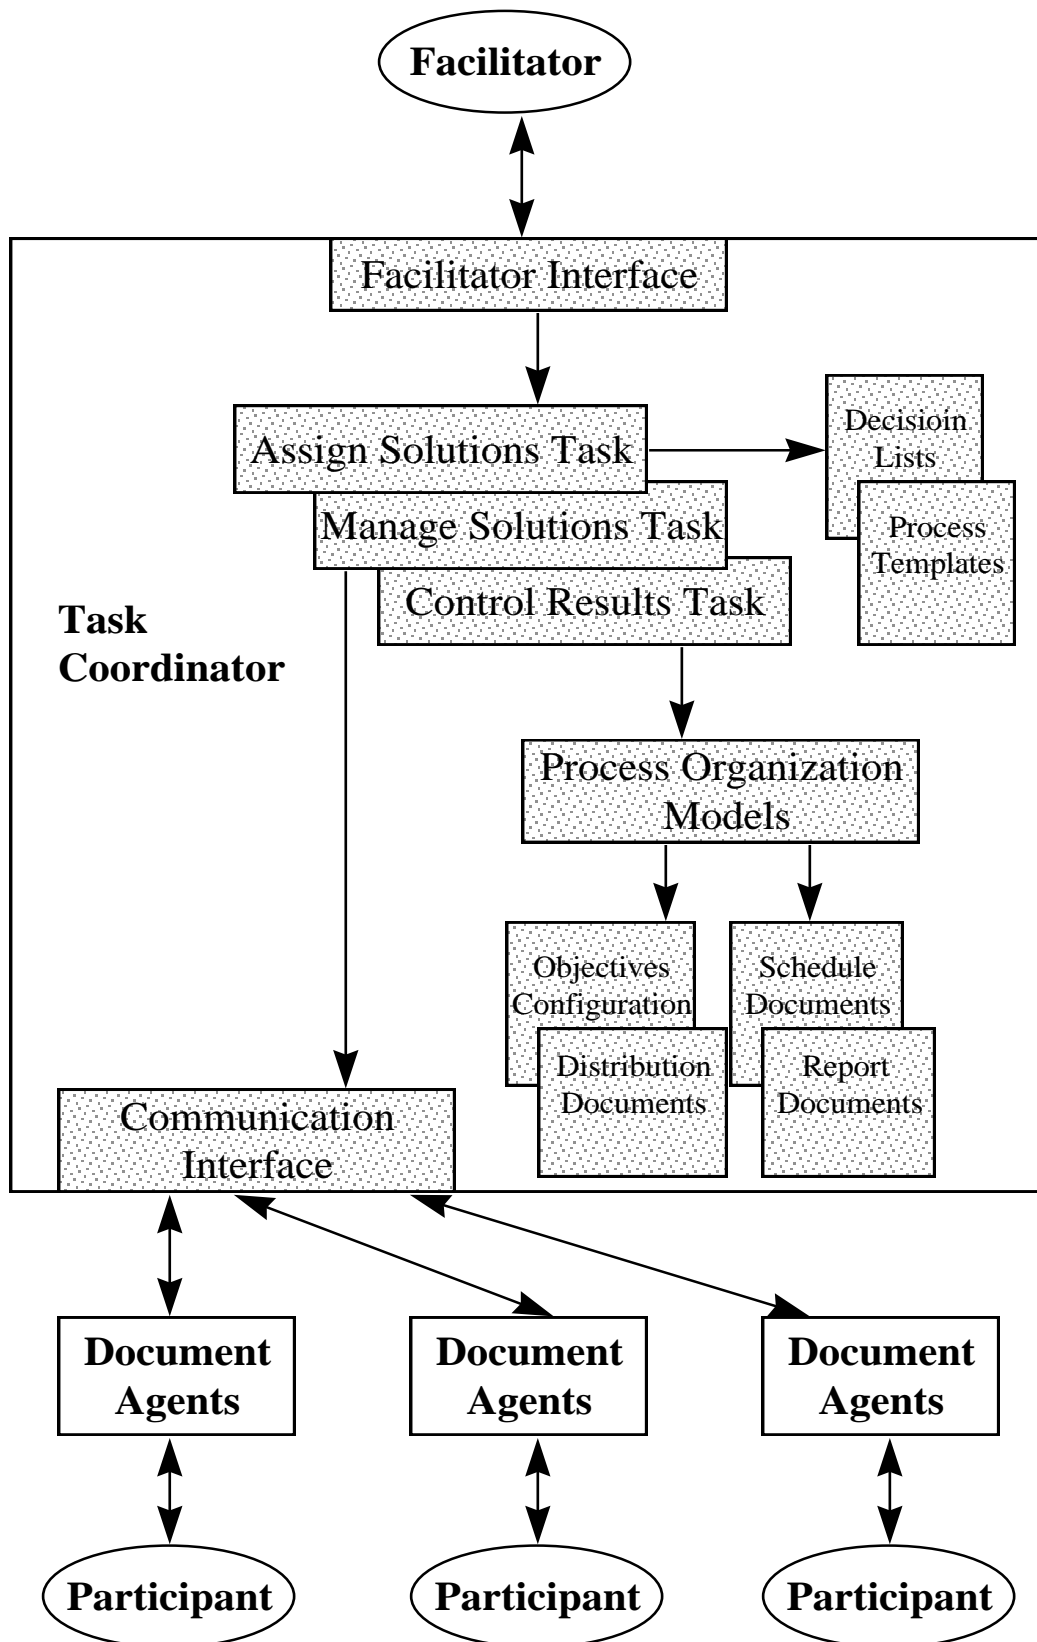 Facilitator
Facilitator Interface
Assign Solutions Task
Decisioin
Lists
Manage Solutions Task
Process
Templates
Control Results Task
Task
Coordinator
Process Organization
Models
Objectives
Configuration
Schedule
Documents
Distribution
Documents
Report
Documents
Communication
Interface
Document
Agents
Document
Agents
Document
Agents
Participant
Participant
Participant